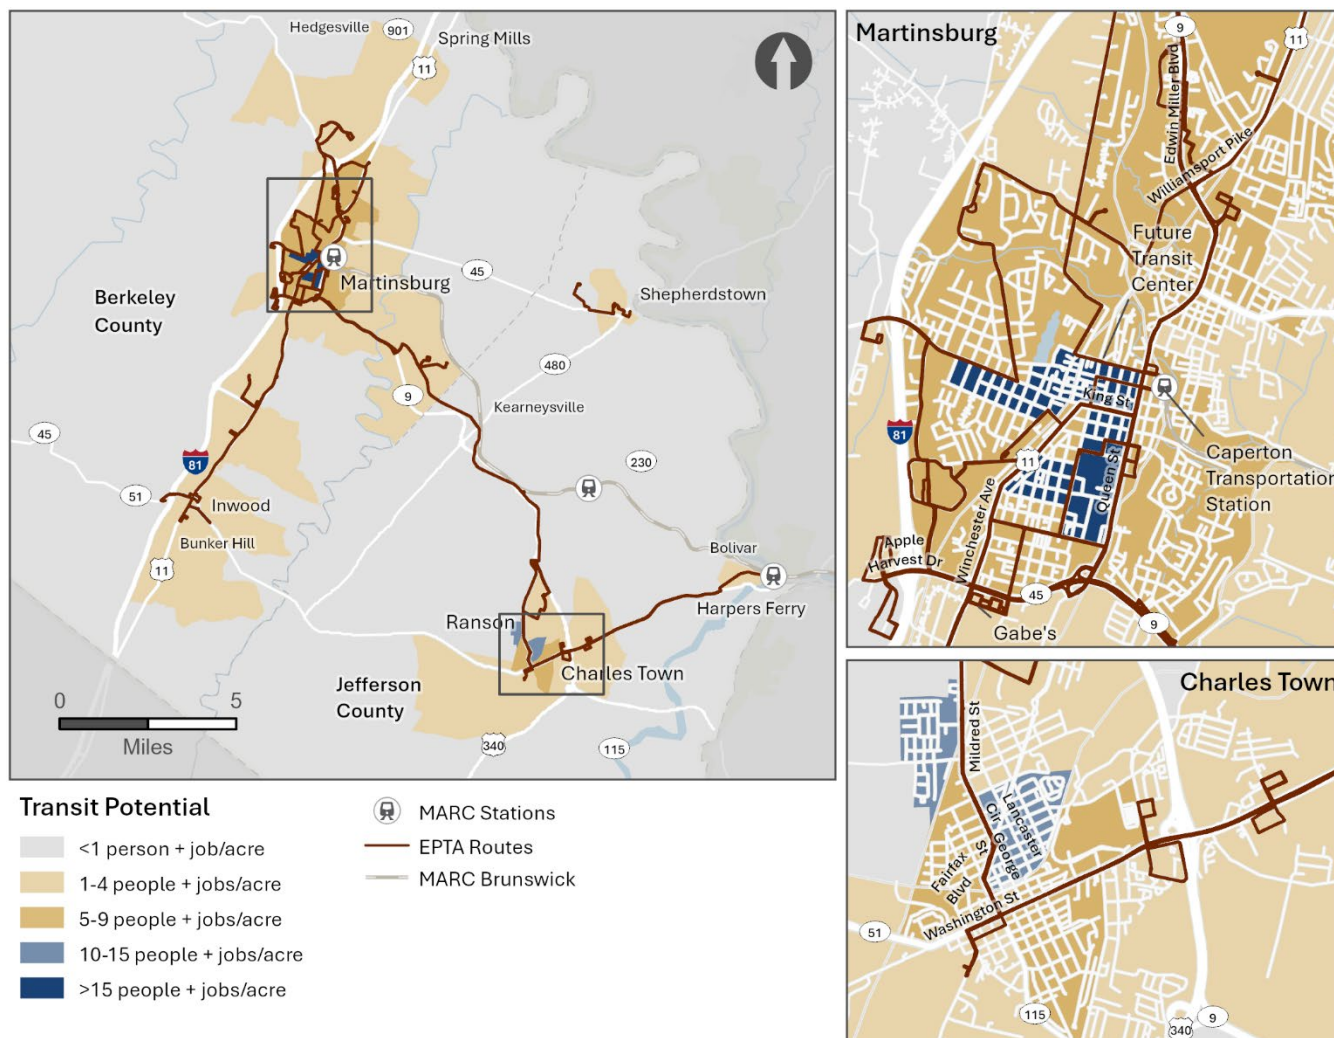 Hedgesville
901
Spring Mills
11
Berkeley
County
Martinsburg
45
Shepherdstown
480
9
Kearneysville
45
81
230
51
Inwood
Bunker Hill
11
Bolivar
Harpers Ferry
Ranson
Charles Town
Jefferson
County
0
5
Miles
340
115
Martinsburg
9
11
Edwin Miller Blvd
Williamsport Pike
Future
Transit
Center
King St
81
11
Queen St
Caperton
Transportation
Station
Winchester Ave
Apple
Harvest Dr
45
9
Gabe's
Charles Town
Mildred St
Lancaster
Cir
George
St
Fairfax
Blvd
Washington St
51
115
9
340
Transit Potential
<1 person + job/acre
1-4 people + jobs/acre
5-9 people + jobs/acre
10-15 people + jobs/acre
>15 people + jobs/acre
MARC Stations
EPTA Routes
MARC Brunswick